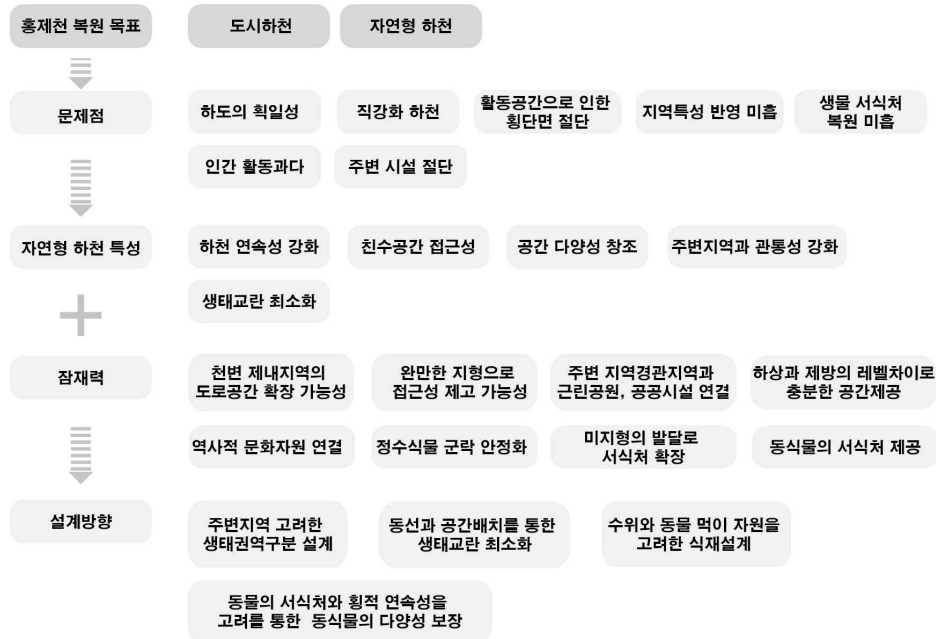 홍제천 복원 목표
도시하천
자연형 하천
문제점
하도의 획일성
직강화 하천
활동공간으로 인한
횡단면 절단
지역특성 반영 미흡
생물 서식처
복원 미흡
인간 활동과다
주변 시설 절단
자연형 하천 특성
하천 연속성 강화
친수공간 접근성
공간 다양성 창조
주변지역과 관통성 강화
생태교란 최소화
잠재력
천변 제내지역의
도로공간 확장 가능성
완만한 지형으로
접근성 제고 가능성
주변 지역경관지역과
근린공원, 공공시설 연결
하상과 제방의 레벨차이로
충분한 공간제공
역사적 문화자원 연결
정수식물 군락 안정화
미지형의 발달로
서식처 확장
동식물의 서식처 제공
설계방향
주변지역 고려한
생태권역구분 설계
동선과 공간배치를 통한
생태교란 최소화
수위와 동물 먹이 자원을
고려한 식재설계
동물의 서식처와 횡적 연속성을
고려를 통한 동식물의 다양성 보장